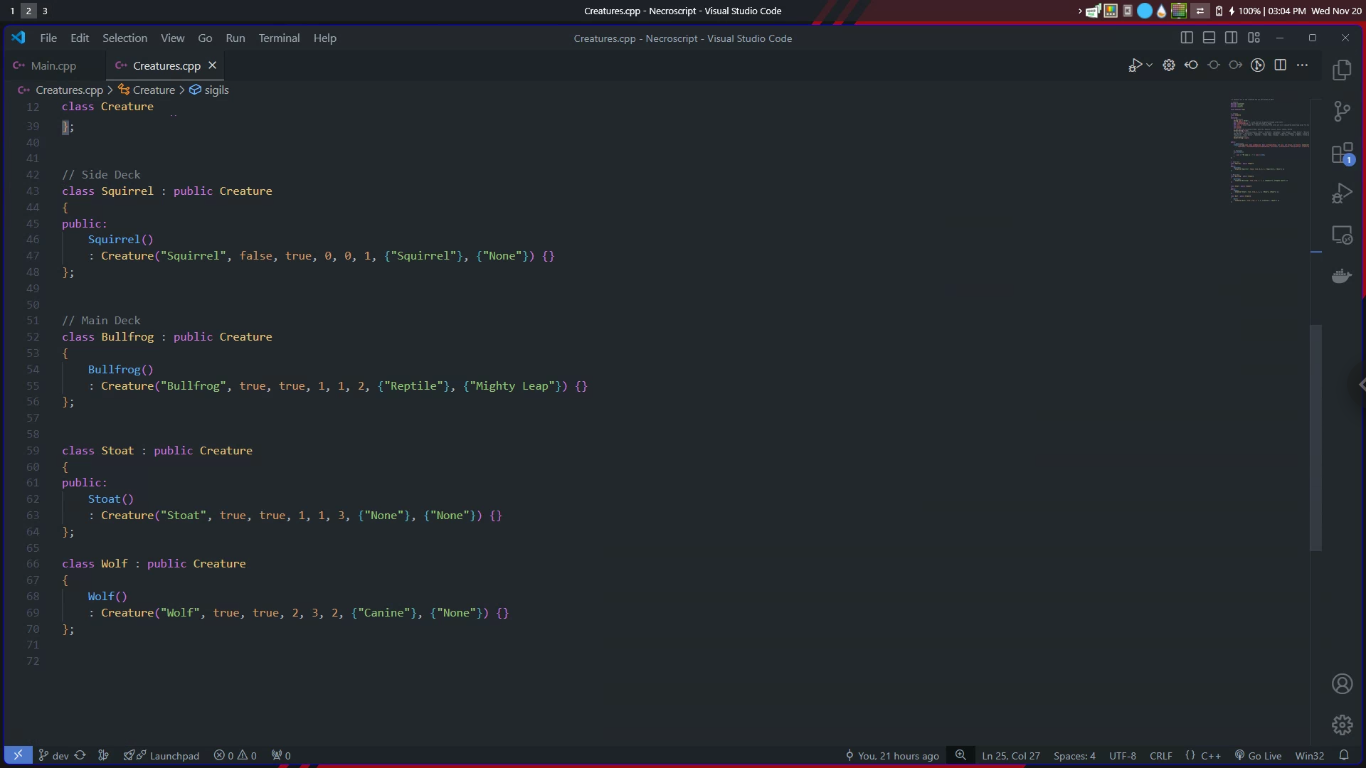 1 2 3 Creatures.cpp - Necroscript - Visual Studio Code 100% | 03:04 PM Wed Nov 20
File Edit Selection View Go Run Terminal Help Creatures.cpp - Necroscript - Visual Studio Code
Main.cpp Creatures.cpp
Creatures.cpp > Creature > sigils
12 class Creature
39 };
40
41
42 // Side Deck
43 class Squirrel : public Creature
44 {
45 public:
46 Squirrel()
47 : Creature("Squirrel", false, true, 0, 0, 1, {"Squirrel"}, {"None"}) {}
48 };
49
50
51 // Main Deck
52 class Bullfrog : public Creature
53 {
54 Bullfrog()
55 : Creature("Bullfrog", true, true, 1, 1, 2, {"Reptile"}, {"Mighty Leap"}) {}
56 };
57
58
59 class Stoat : public Creature
60 {
61 public:
62 Stoat()
63 : Creature("Stoat", true, true, 1, 1, 3, {"None"}, {"None"}) {}
64 };
65
66 class Wolf : public Creature
67 {
68 Wolf()
69 : Creature("Wolf", true, true, 2, 3, 2, {"Canine"}, {"None"}) {}
70 };
71
72
1
dev Launchpad 0 0 0 You, 21 hours ago Ln 25, Col 27 Spaces: 4 UTF-8 CRLF {} C++ Go Live Win32